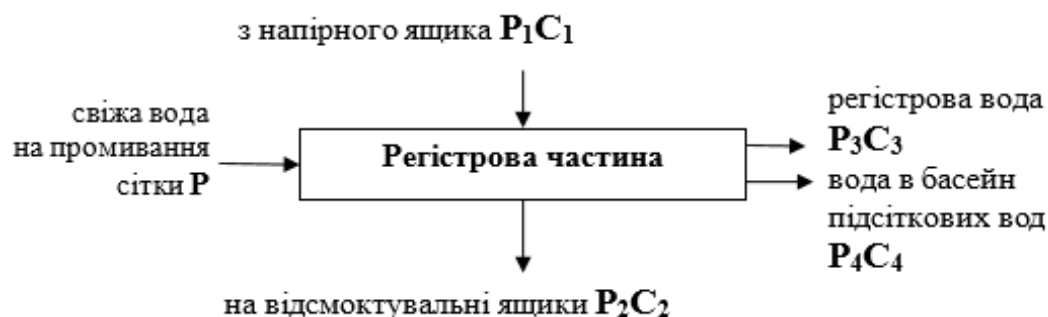 з напірного ящика P₁C₁
свіжа вода
на промивання
сітки P
Регістрова частина
регістрова вода
P₃C₃
вода в басейн
підсіткових вод
P₄C₄
на відсмоктувальні ящики P₂C₂